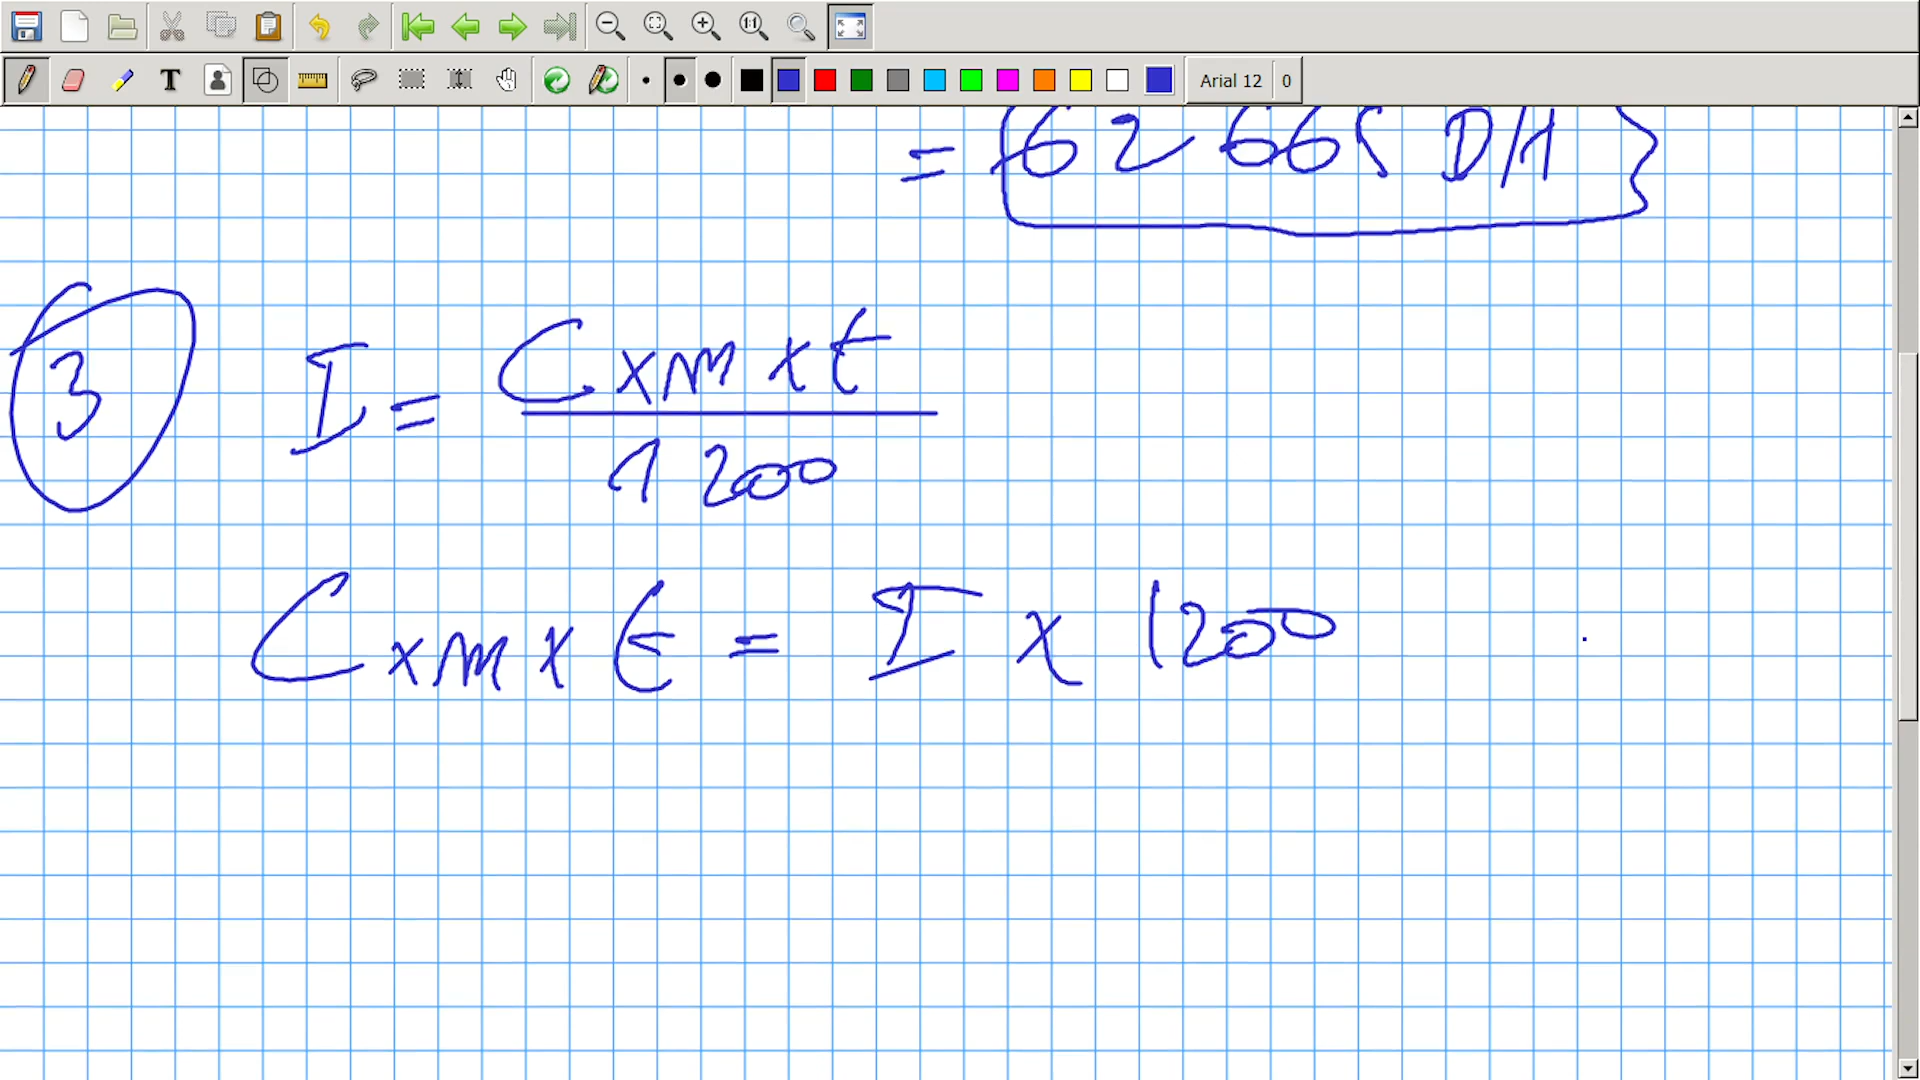 T
Arial 12
0
= 62 665 DH
3
I = C x m x t
1 200
C x m x t = I x 1200